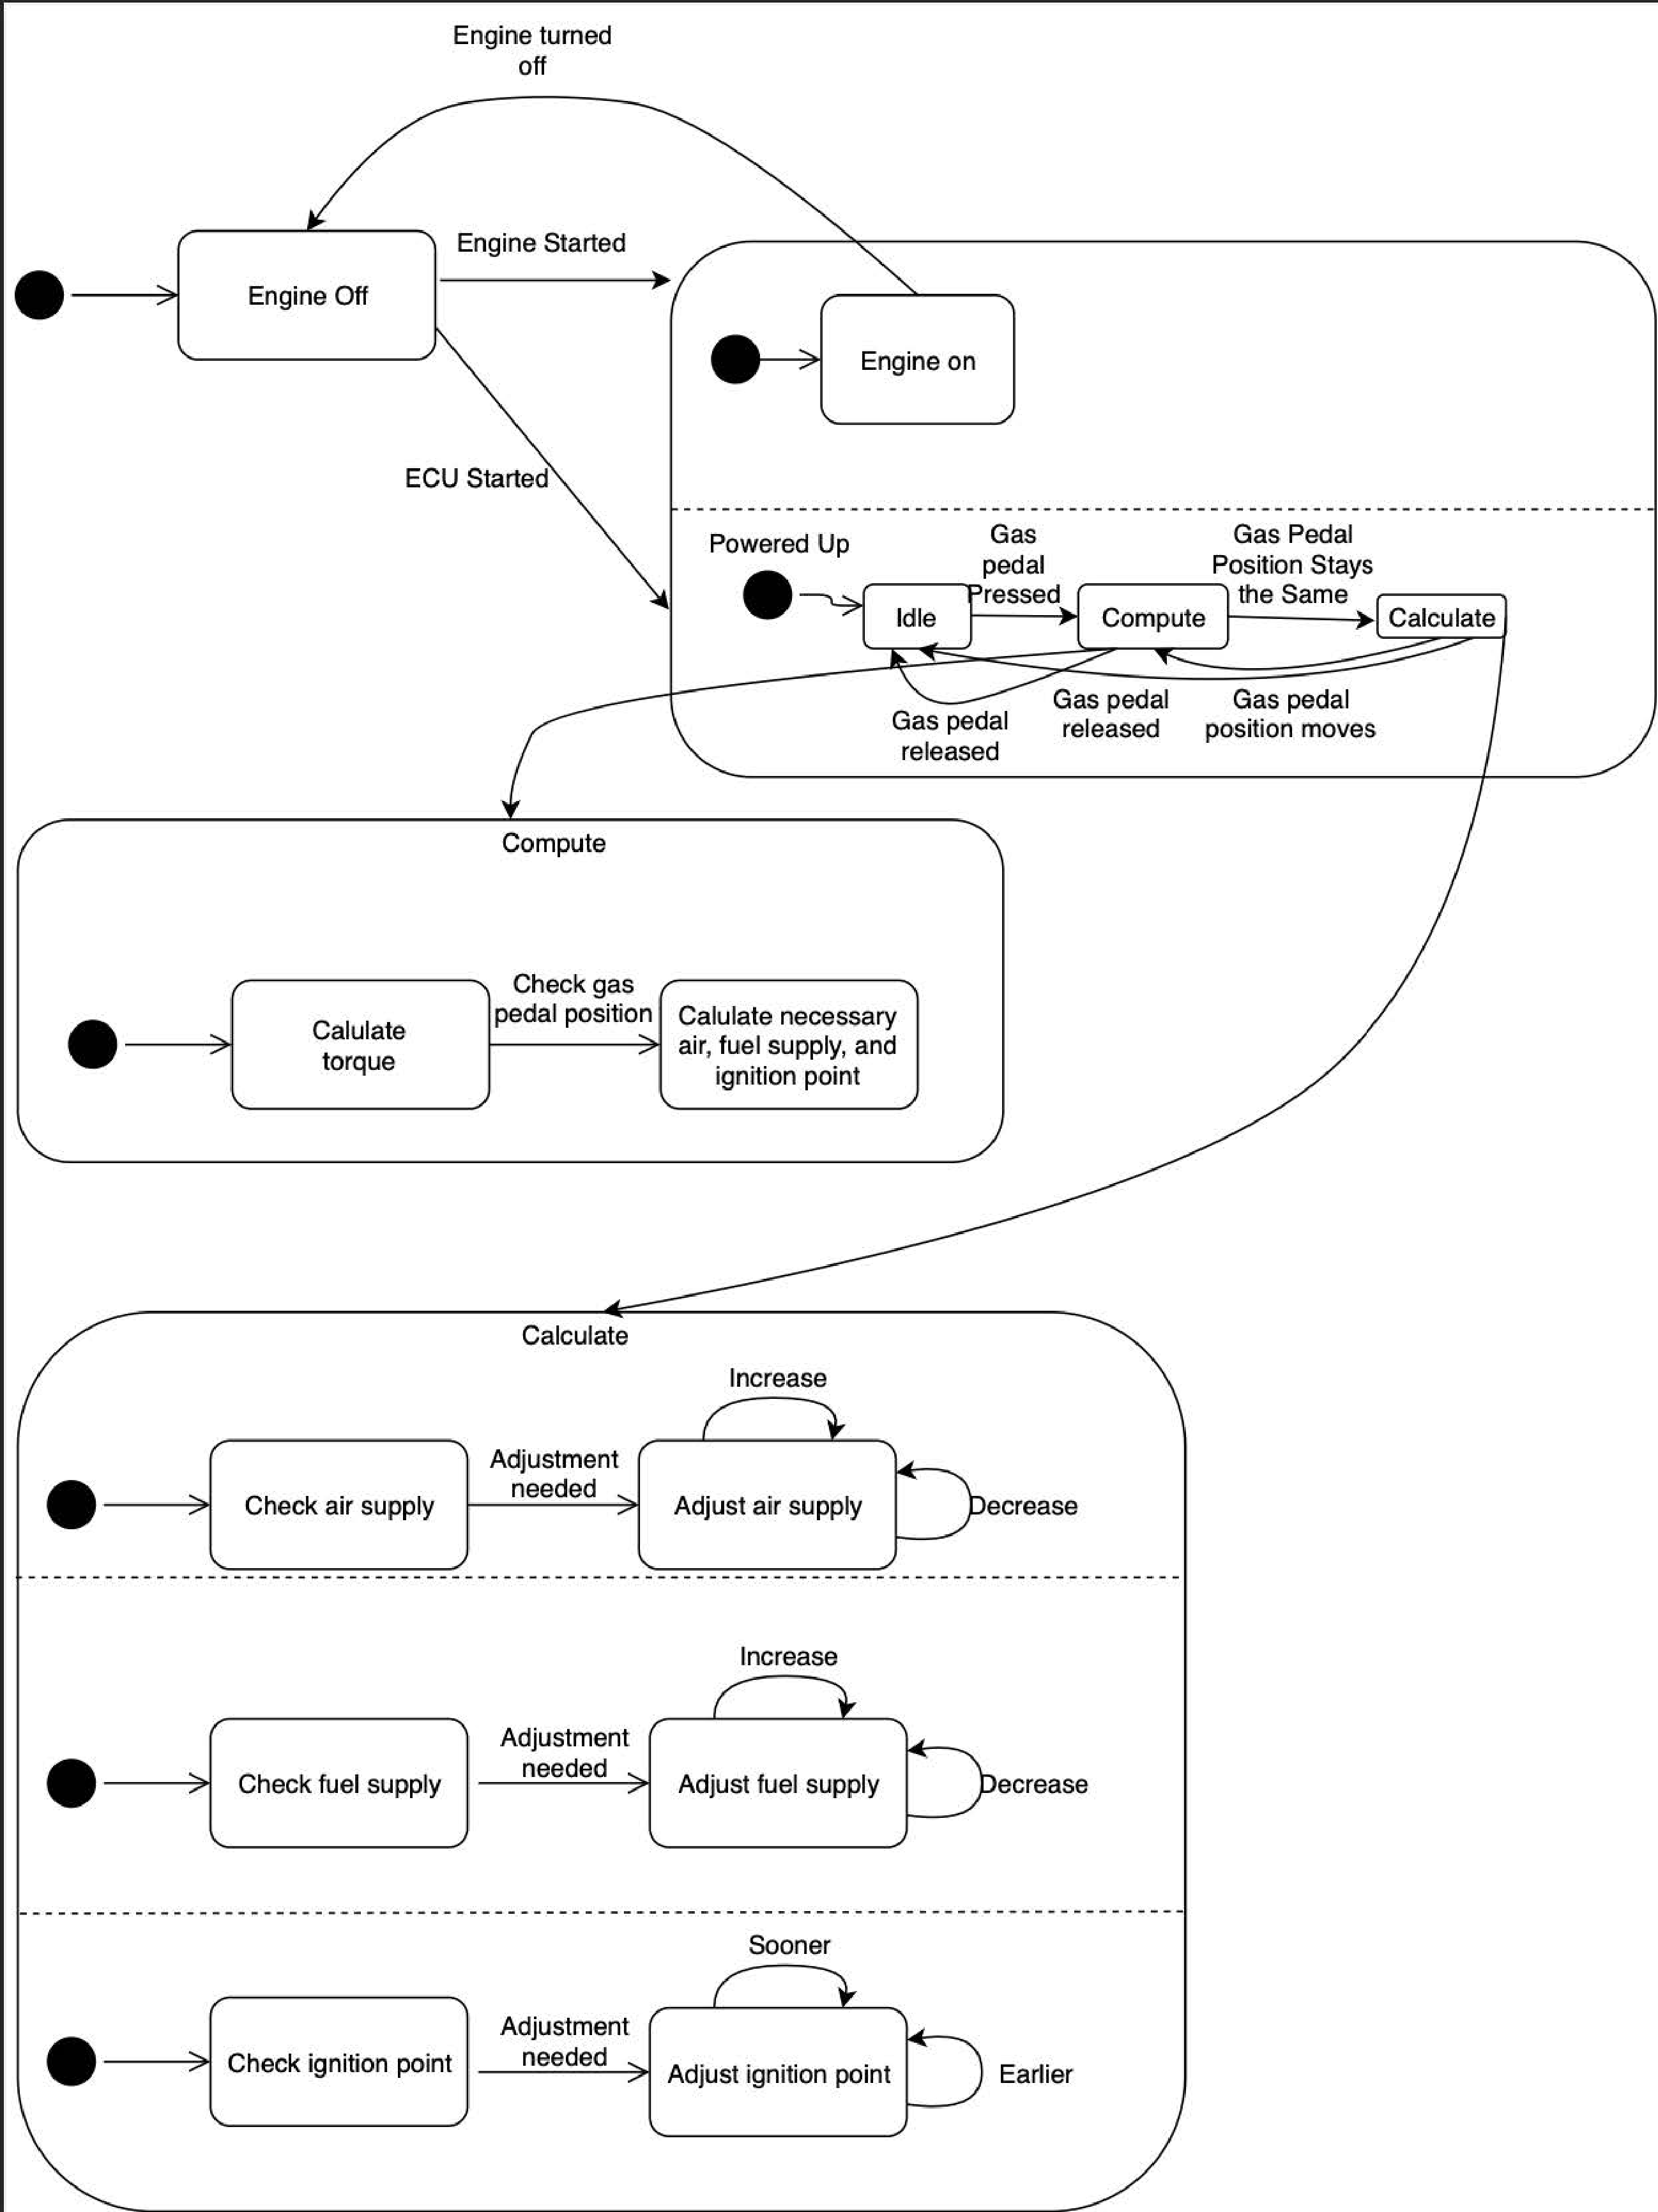 Engine turned
off
Engine Started
Engine Off
Engine on
ECU Started
Powered Up
Gas
pedal
Pressed
Gas Pedal
Position Stays
the Same
Idle
Compute
Calculate
Gas pedal
released
Gas pedal
released
Gas pedal
position moves
Compute
Calulate
torque
Check gas
pedal position
Calulate necessary
air, fuel supply, and
ignition point
Calculate
Increase
Check air supply
Adjustment
needed
Adjust air supply
Decrease
Increase
Check fuel supply
Adjustment
needed
Adjust fuel supply
Decrease
Sooner
Check ignition point
Adjustment
needed
Adjust ignition point
Earlier